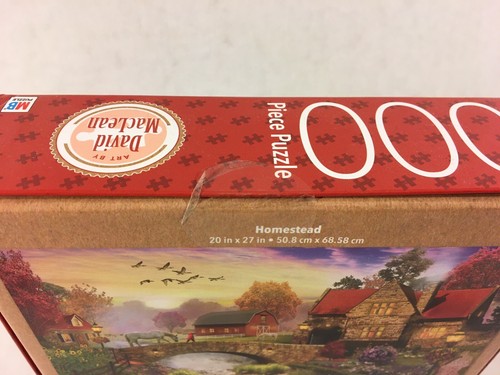 MB
PUZZLE
ART BY
David
MacLean
000
Piece Puzzle
Homestead
20 in x 27 in • 50.8 cm x 68.58 cm